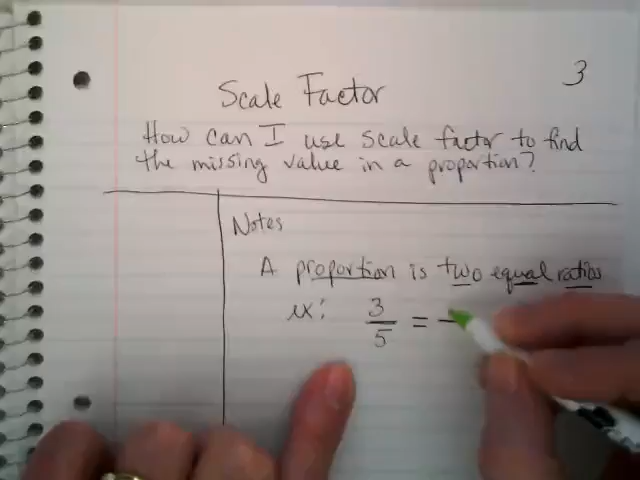 3
Scale Factor
How can I use scale factor to find
the missing value in a proportion?
Notes
A proportion is two equal ratios
ex: 3/5 =